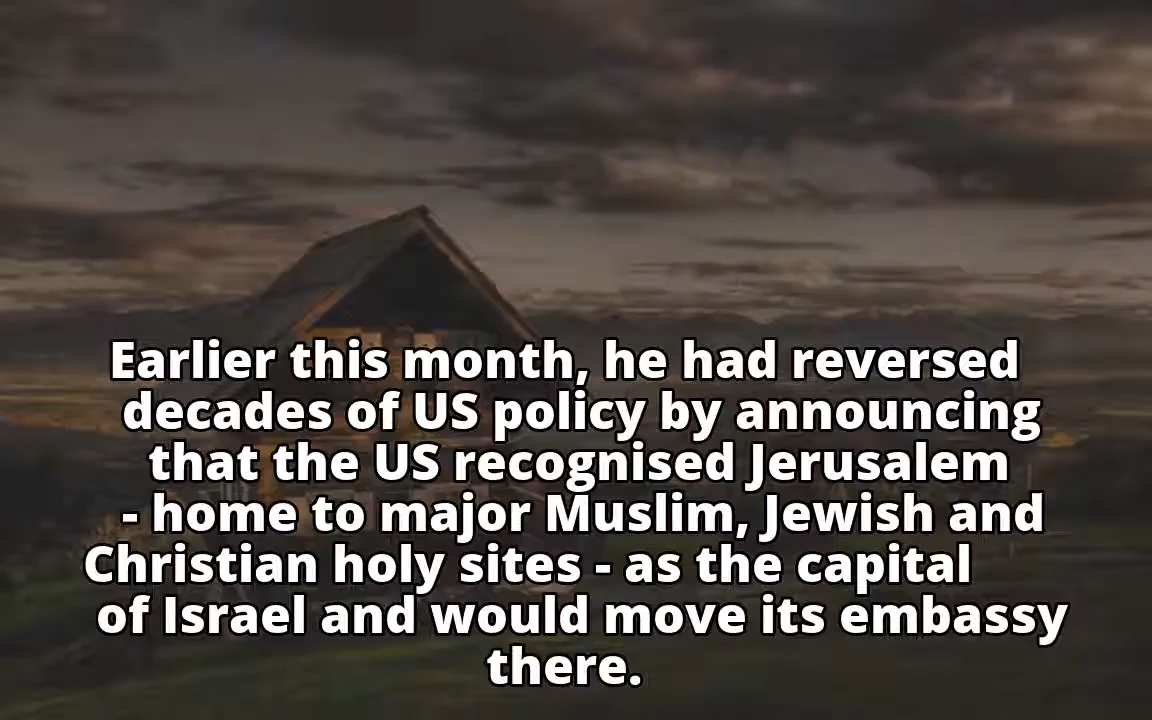 Earlier this month, he had reversed
decades of US policy by announcing
that the US recognised Jerusalem
- home to major Muslim, Jewish and
Christian holy sites - as the capital
of Israel and would move its embassy
there.